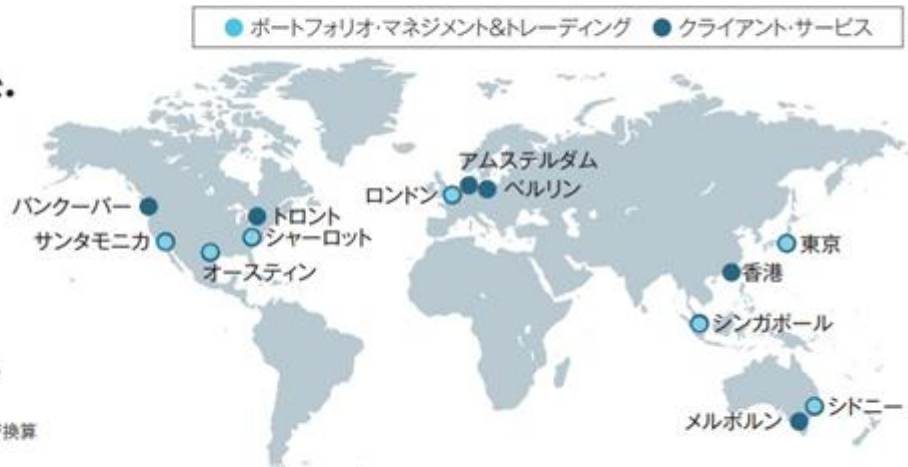 ポートフォリオ・マネジメント&トレーディング クライアント・サービス
アムステルダム
ロンドン
ベルリン
バンクーバー
トロント
サンタモニカ
シャーロット
オースティン
東京
香港
シンガポール
シドニー
メルボルン
換算